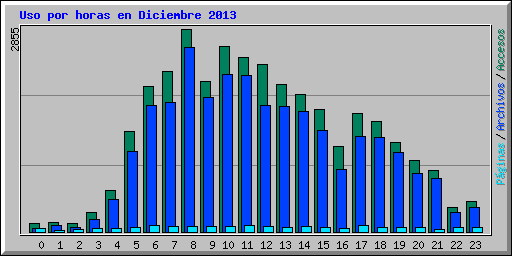 Uso por horas en Diciembre 2013
2855
Páginas / Archivos / Accesos
0 1 2 3 4 5 6 7 8 9 10 11 12 13 14 15 16 17 18 19 20 21 22 23